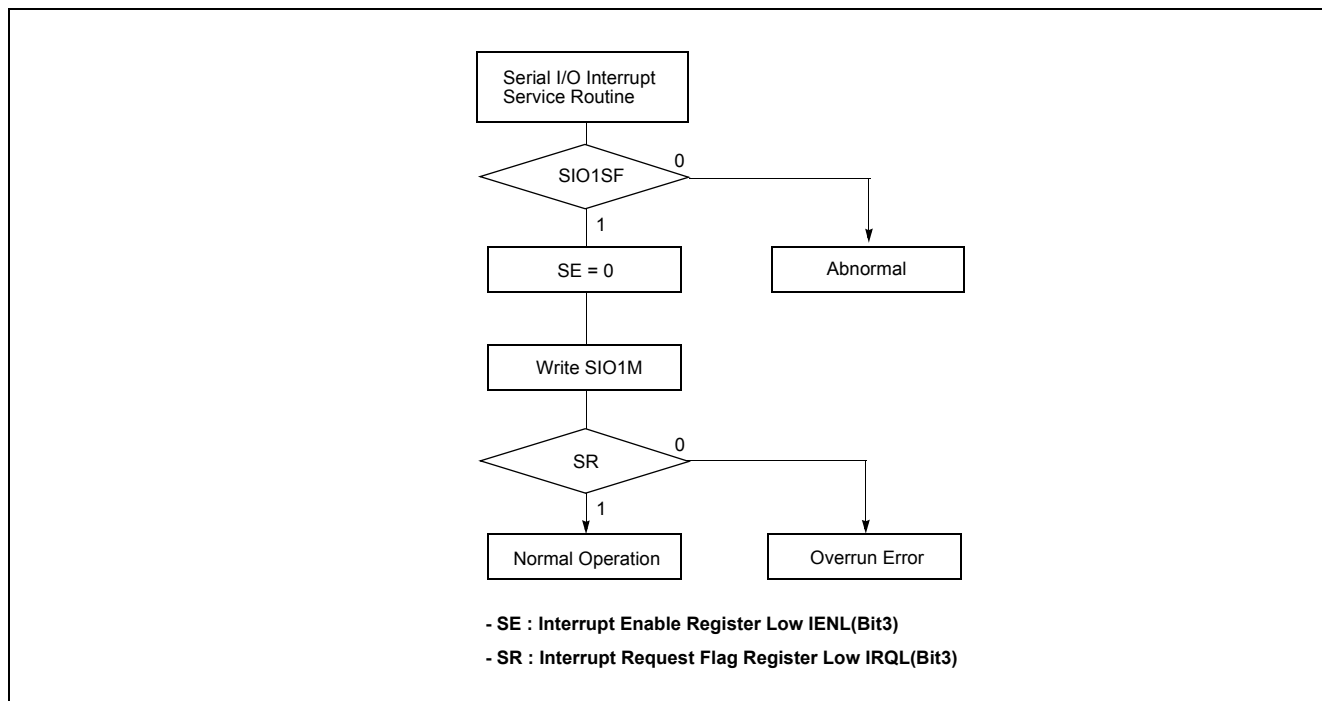 Serial I/O Interrupt
Service Routine
0
SIO1SF
1
SE = 0
Abnormal
Write SIO1M
0
SR
1
Normal Operation
Overrun Error
- SE : Interrupt Enable Register Low IENL(Bit3)
- SR : Interrupt Request Flag Register Low IRQL(Bit3)